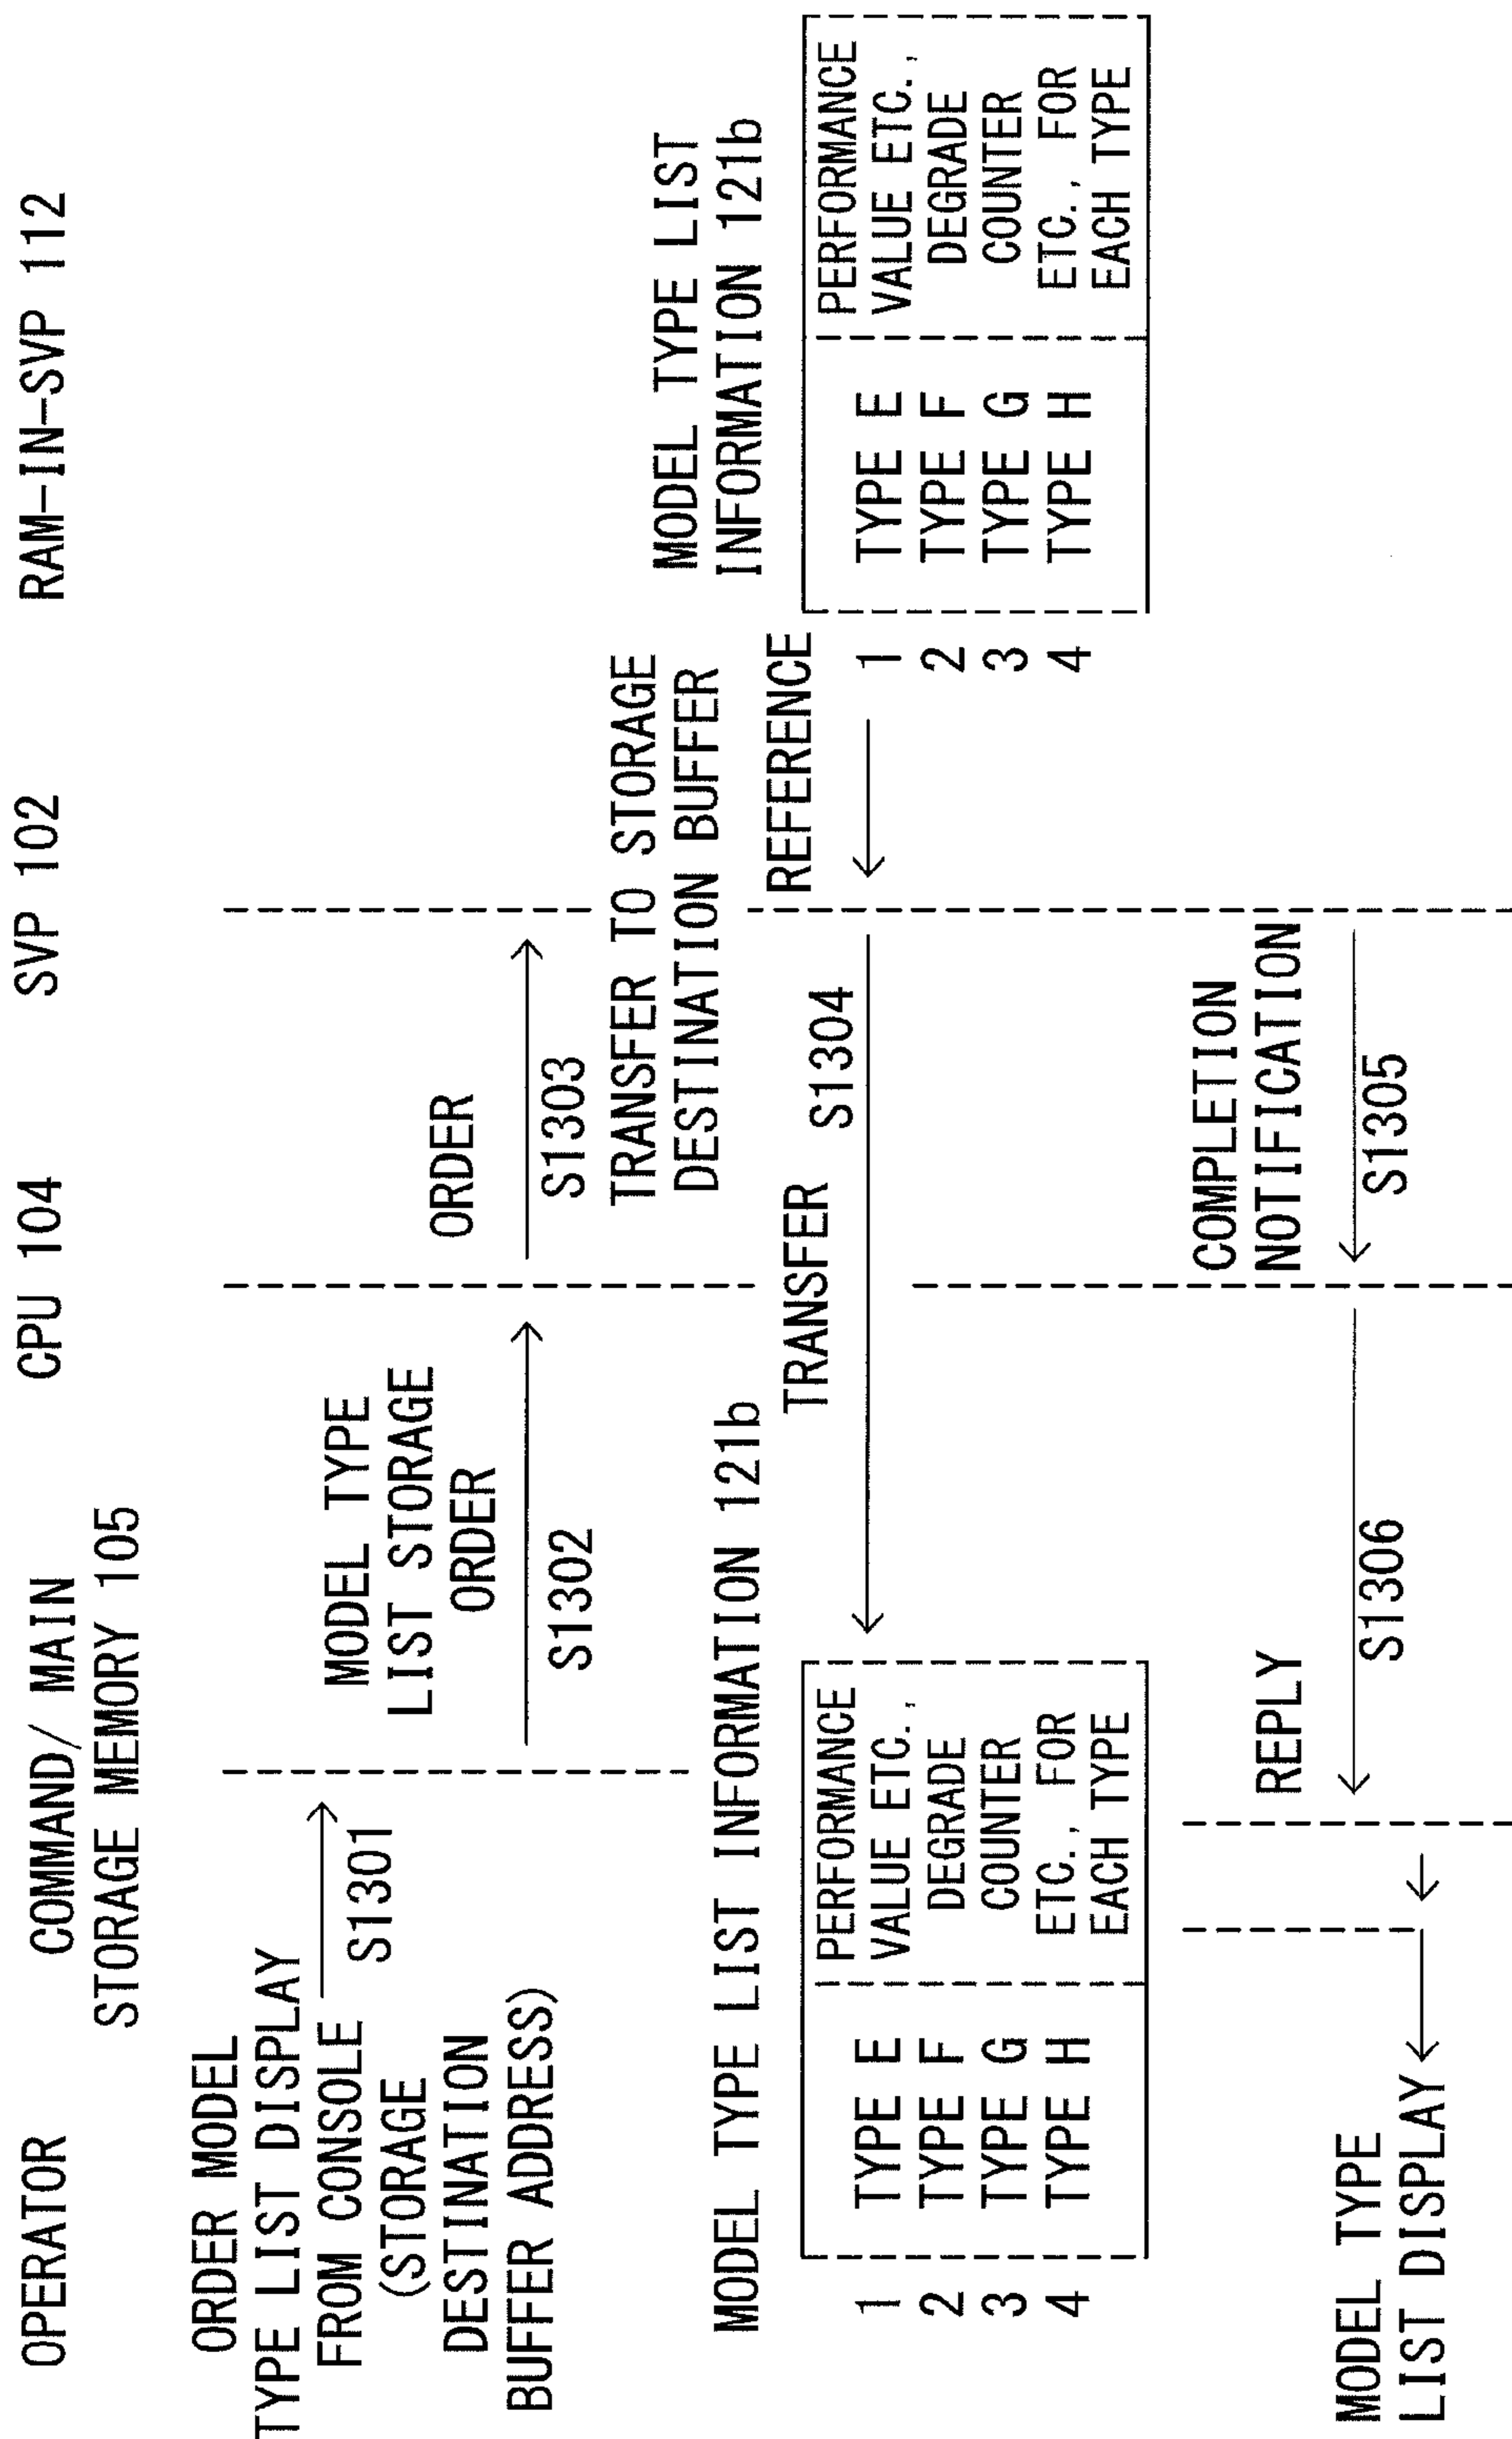 OPERATOR
COMMAND/ MAIN
STORAGE MEMORY 105
CPU 104
SVP 102
RAM-IN-SVP 112
ORDER MODEL
TYPE LIST DISPLAY
FROM CONSOLE
(STORAGE
DESTINATION
BUFFER ADDRESS)
S1301
MODEL TYPE
LIST STORAGE
ORDER
S1302
ORDER
S1303
TRANSFER TO STORAGE
DESTINATION BUFFER
MODEL TYPE LIST
INFORMATION 121b
MODEL TYPE LIST INFORMATION 121b
TRANSFER
S1304
REFERENCE
1 TYPE E
2 TYPE F
3 TYPE G
4 TYPE H
PERFORMANCE
VALUE ETC.,
DEGRADE
COUNTER
ETC., FOR
EACH TYPE
1 TYPE E
2 TYPE F
3 TYPE G
4 TYPE H
PERFORMANCE
VALUE ETC.,
DEGRADE
COUNTER
ETC., FOR
EACH TYPE
COMPLETION
NOTIFICATION
S1305
REPLY
S1306
MODEL TYPE
LIST DISPLAY